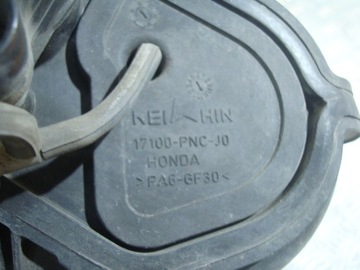 KEIHIN
17100-PNC-J0
HONDA
>PA6-GF30<